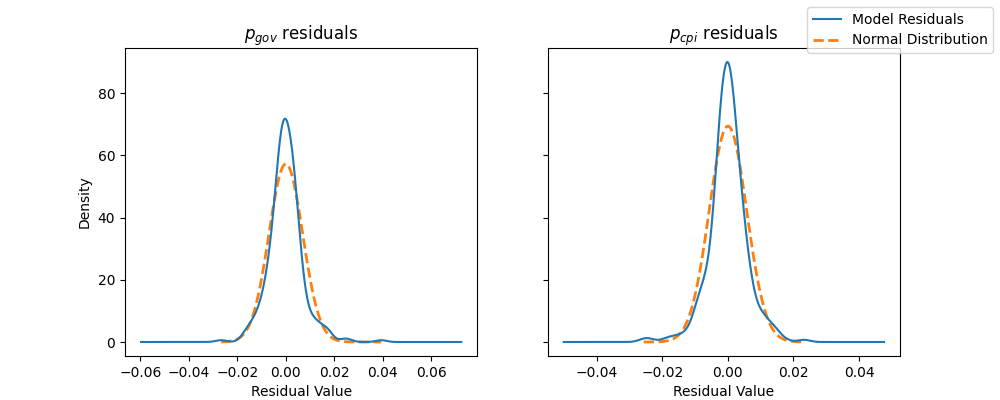 p_gov residuals
p_cpi residuals
Model Residuals
Normal Distribution
Density
80
60
40
20
0
−0.06 −0.04 −0.02 0.00 0.02 0.04 0.06
Residual Value
−0.04 −0.02 0.00 0.02 0.04
Residual Value